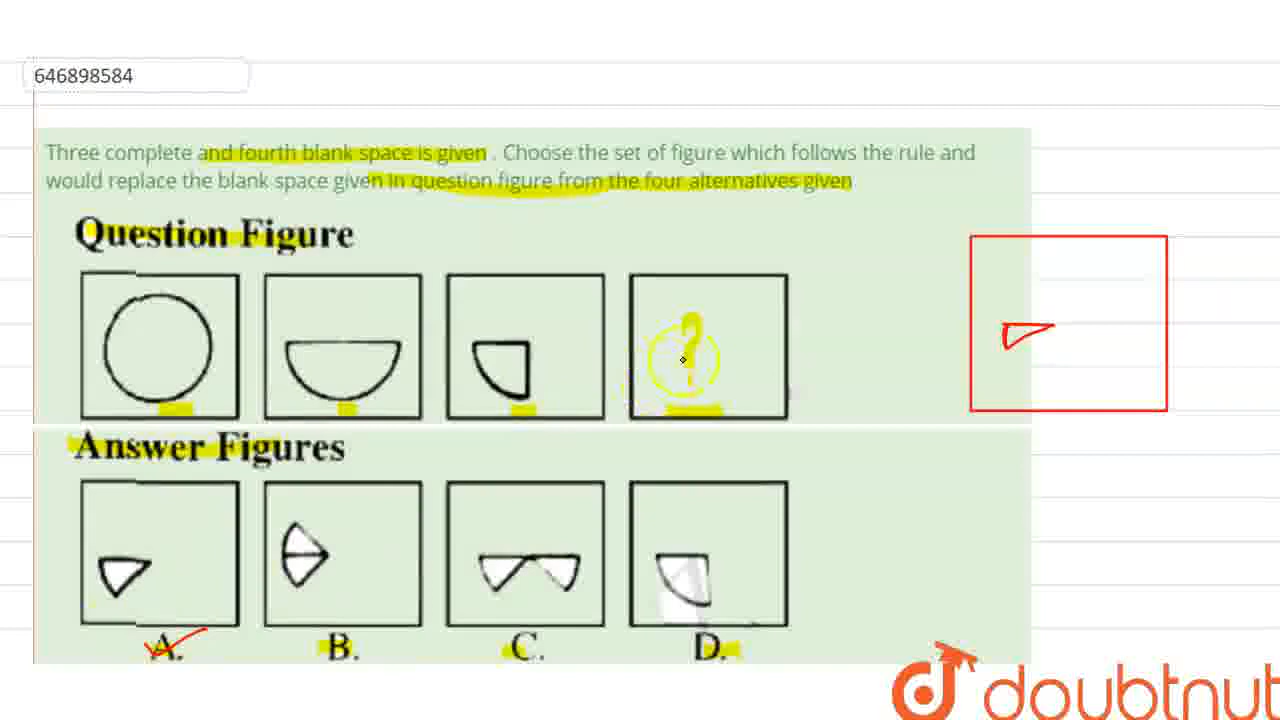 646898584
Three complete and fourth blank space is given . Choose the set of figure which follows the rule and
would replace the blank space given in question figure from the four alternatives given
Question Figure
?
Answer Figures
A. B. C. D.
doubtnut